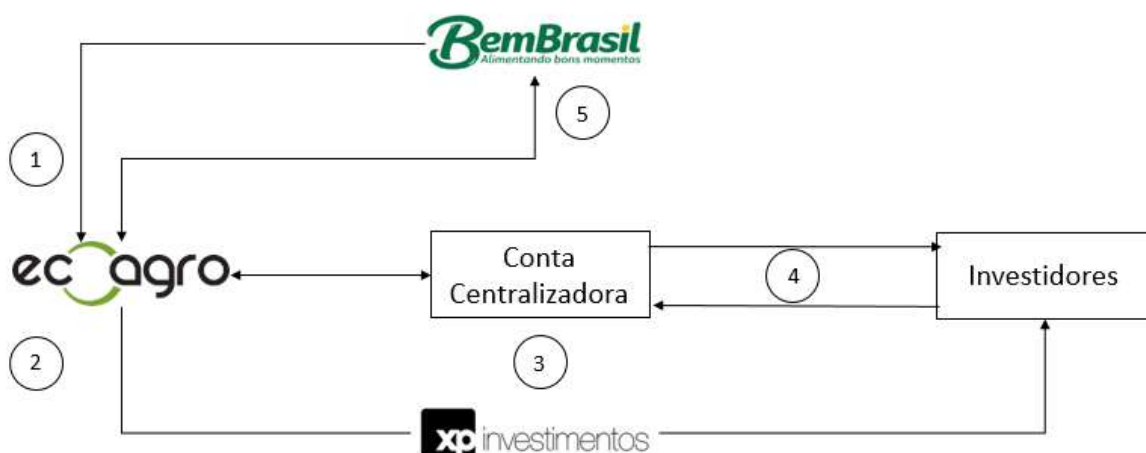 BemBrasil
Alimentando bons momentos
5
1
ecoagro
Conta
Centralizadora
4
Investidores
2
3
xp investimentos